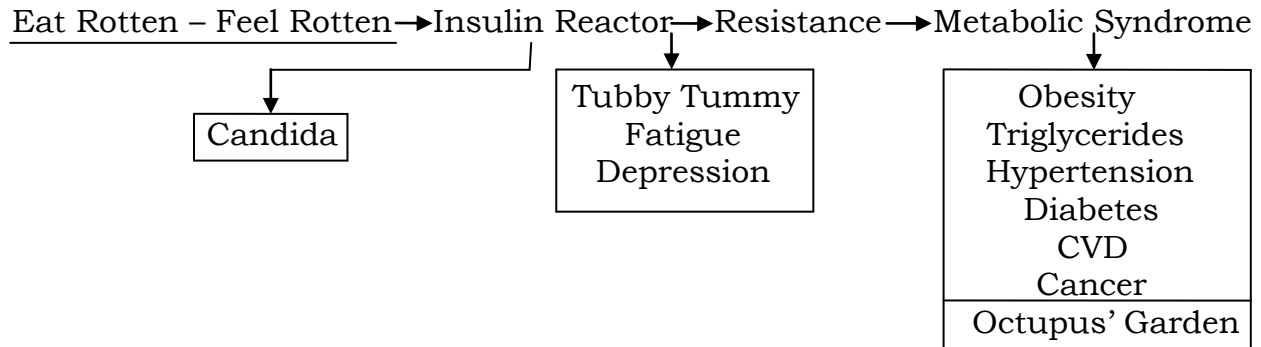 Eat Rotten – Feel Rotten Insulin Reactor Resistance Metabolic Syndrome
Candida
Tubby Tummy
Fatigue
Depression
Obesity
Triglycerides
Hypertension
Diabetes
CVD
Cancer
Octupus’ Garden